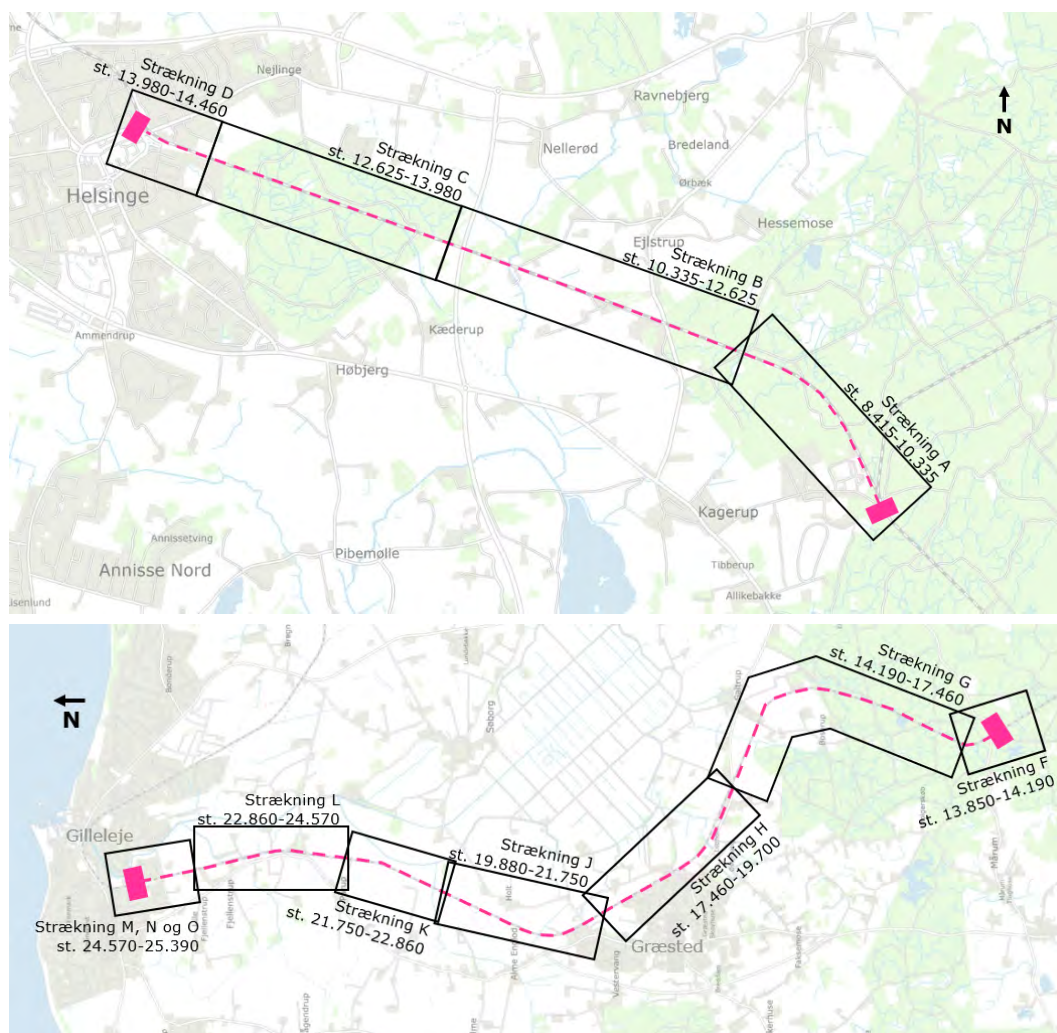 Strækning D
st. 13.980-14.460
Nejlinge
Ravnebjerg
N
Strækning C
st. 12.625-13.980
Nellerød
Bredeland
Ørbæk
Helsinge
Hessemose
Ejlstrup
Strækning B
st. 10.335-12.625
Ammendrup
Kæderup
Høbjerg
Strækning A
st. 8.415-10.335
Kagerup
Annissetving
Pibemølle
Annisse Nord
Tibberup
Allikebakke
isenlund
N
Søborg
Strækning G
st. 14.190-17.460
Strækning F
st. 13.850-14.190
Gilleleje
Strækning L
st. 22.860-24.570
Strækning J
st. 19.880-21.750
Holt
Fjellenstrup
Strækning K
st. 21.750-22.860
Strækning H
st. 17.460-19.700
Mårum
Strækning M, N og O
st. 24.570-25.390
Græsted